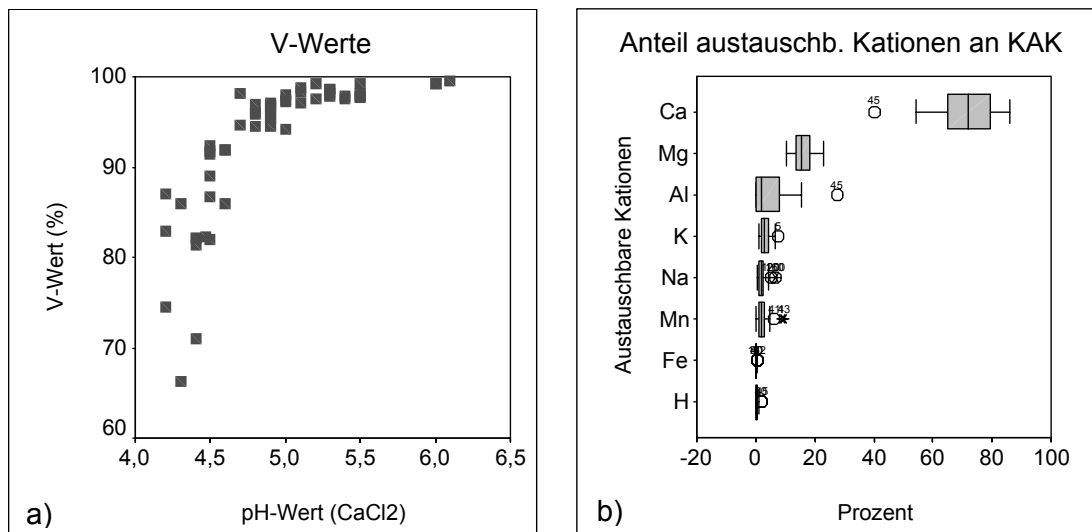 V-Werte
100
90
80
70
60
V-Wert (%)
4,0 4,5 5,0 5,5 6,0 6,5
pH-Wert (CaCl2)
a)
Anteil austauschb. Kationen an KAK
Austauschbare Kationen
Ca
45
Mg
Al
45
K
5
Na
Mn
43
Fe
H
-20 0 20 40 60 80 100
Prozent
b)